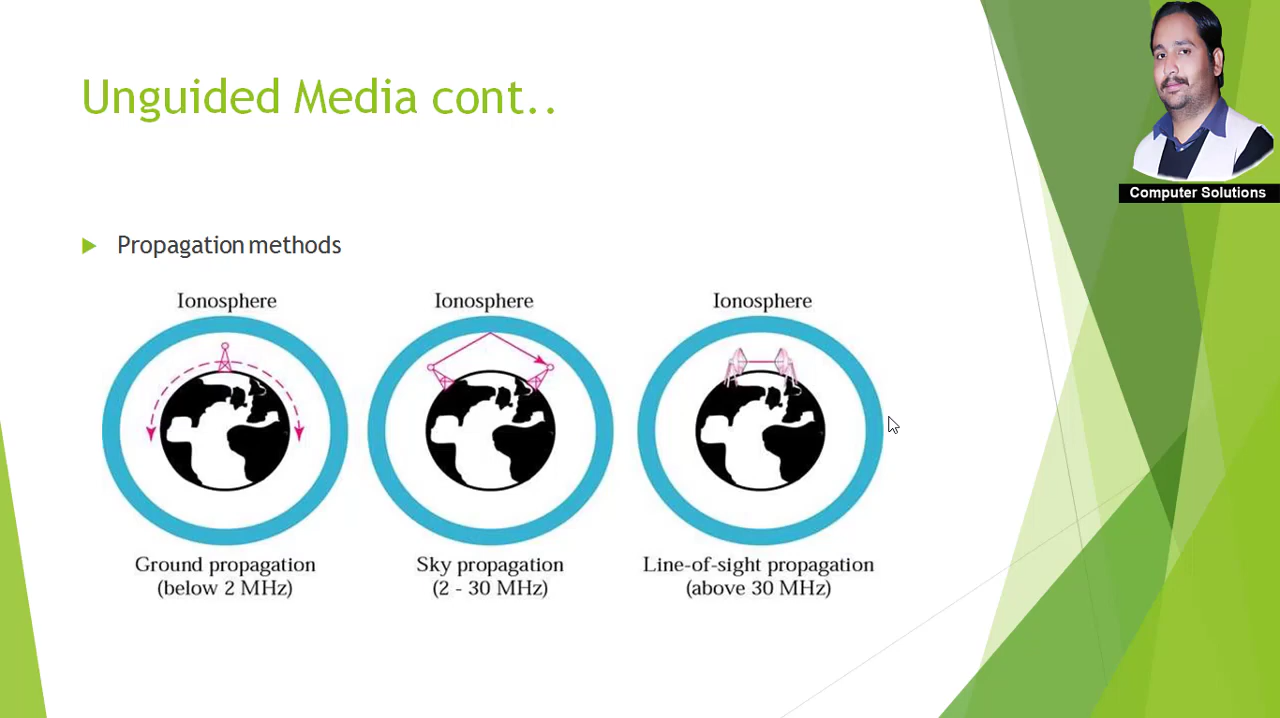 Unguided Media cont..
Computer Solutions
Propagation methods
Ionosphere
Ionosphere
Ionosphere
Ground propagation
(below 2 MHz)
Sky propagation
(2 - 30 MHz)
Line-of-sight propagation
(above 30 MHz)